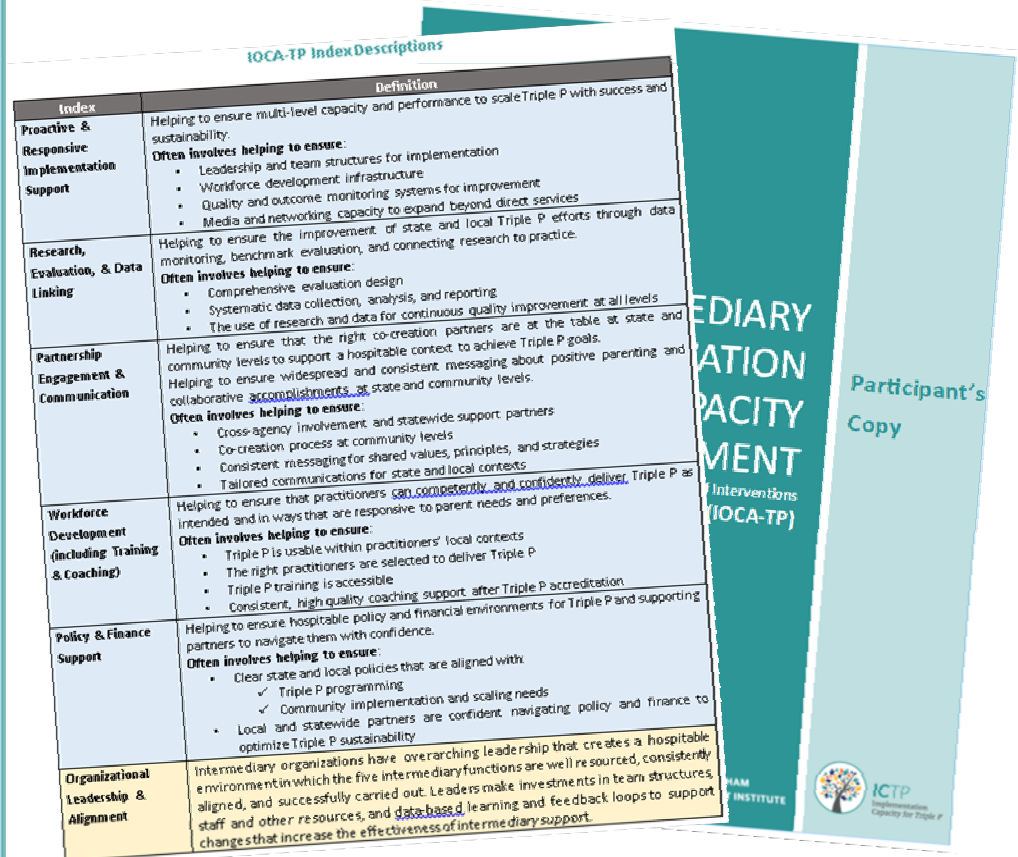 IOCA-TP Index Descriptions
Index
Definition
Proactive &
Responsive
Implementation
Support
Helping to ensure multi-level capacity and performance to scale Triple P with success and
sustainability.
Often involves helping to ensure:
• Leadership and team structures for implementation
• Workforce development infrastructure
• Quality and outcome monitoring systems for improvement
• Media and networking capacity to expand beyond direct services
Research,
Evaluation, & Data
Linking
Helping to ensure the improvement of state and local Triple P efforts through data
monitoring, benchmark evaluation, and connecting research to practice.
Often involves helping to ensure:
• Comprehensive evaluation design
• Systematic data collection, analysis, and reporting
• The use of research and data for continuous quality improvement at all levels
Partnership
Engagement &
Communication
Helping to ensure that the right co-creation partners are at the table at state and
community levels to support a hospitable context to achieve Triple P goals.
Helping to ensure widespread and consistent messaging about positive parenting and
collaborative accomplishments at state and community levels.
Often involves helping to ensure:
• Cross-agency involvement and statewide support partners
• Co-creation process at community levels
• Consistent messaging for shared values, principles, and strategies
• Tailored communications for state and local contexts
Workforce
Development
(including Training
& Coaching)
Helping to ensure that practitioners can competently and confidently deliver Triple P as
intended and in ways that are responsive to parent needs and preferences.
Often involves helping to ensure:
• Triple P is usable within practitioners' local contexts
• The right practitioners are selected to deliver Triple P
• Triple P training is accessible
• Consistent, high quality coaching support after Triple P accreditation
Policy & Finance
Support
Helping to ensure hospitable policy and financial environments for Triple P and supporting
partners to navigate them with confidence.
Often involves helping to ensure:
• Clear state and local policies that are aligned with:
✓ Triple P programming
✓ Community implementation and scaling needs
• Local and statewide partners are confident navigating policy and finance to
optimize Triple P sustainability
Organizational
Leadership &
Alignment
Intermediary organizations have overarching leadership that creates a hospitable
environment in which the five intermediary functions are well resourced, consistently
aligned, and successfully carried out. Leaders make investments in team structures,
staff and other resources, and data-based learning and feedback loops to support
changes that increase the effectiveness of intermediary support.
EDIARY
ATION
PACITY
MENT
f Interventions
(IOCA-TP)
Participant's
Copy
HAM
T INSTITUTE
ICTP
Implementation
Capacity for Triple P